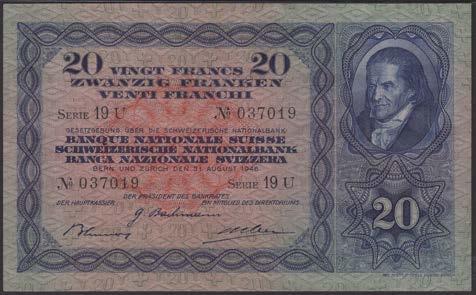 20 VINGT FRANCS 20
ZWANZIG FRANKEN
VENTI FRANCHI
SERIE 19 U № 037019
GESETZGEBUNG ÜBER DIE SCHWEIZERISCHE NATIONALBANK
BANQUE NATIONALE SUISSE
SCHWEIZERISCHE NATIONALBANK
BANCA NAZIONALE SVIZZERA
BERN UND ZÜRICH DEN 31. AUGUST 1946
№ 037019 SERIE 19 U
DER PRÄSIDENT DES BANKRATES
DER HAUPTKASSIER. EIN MITGLIED DES DIREKTORIUMS
G. Bachmann
20